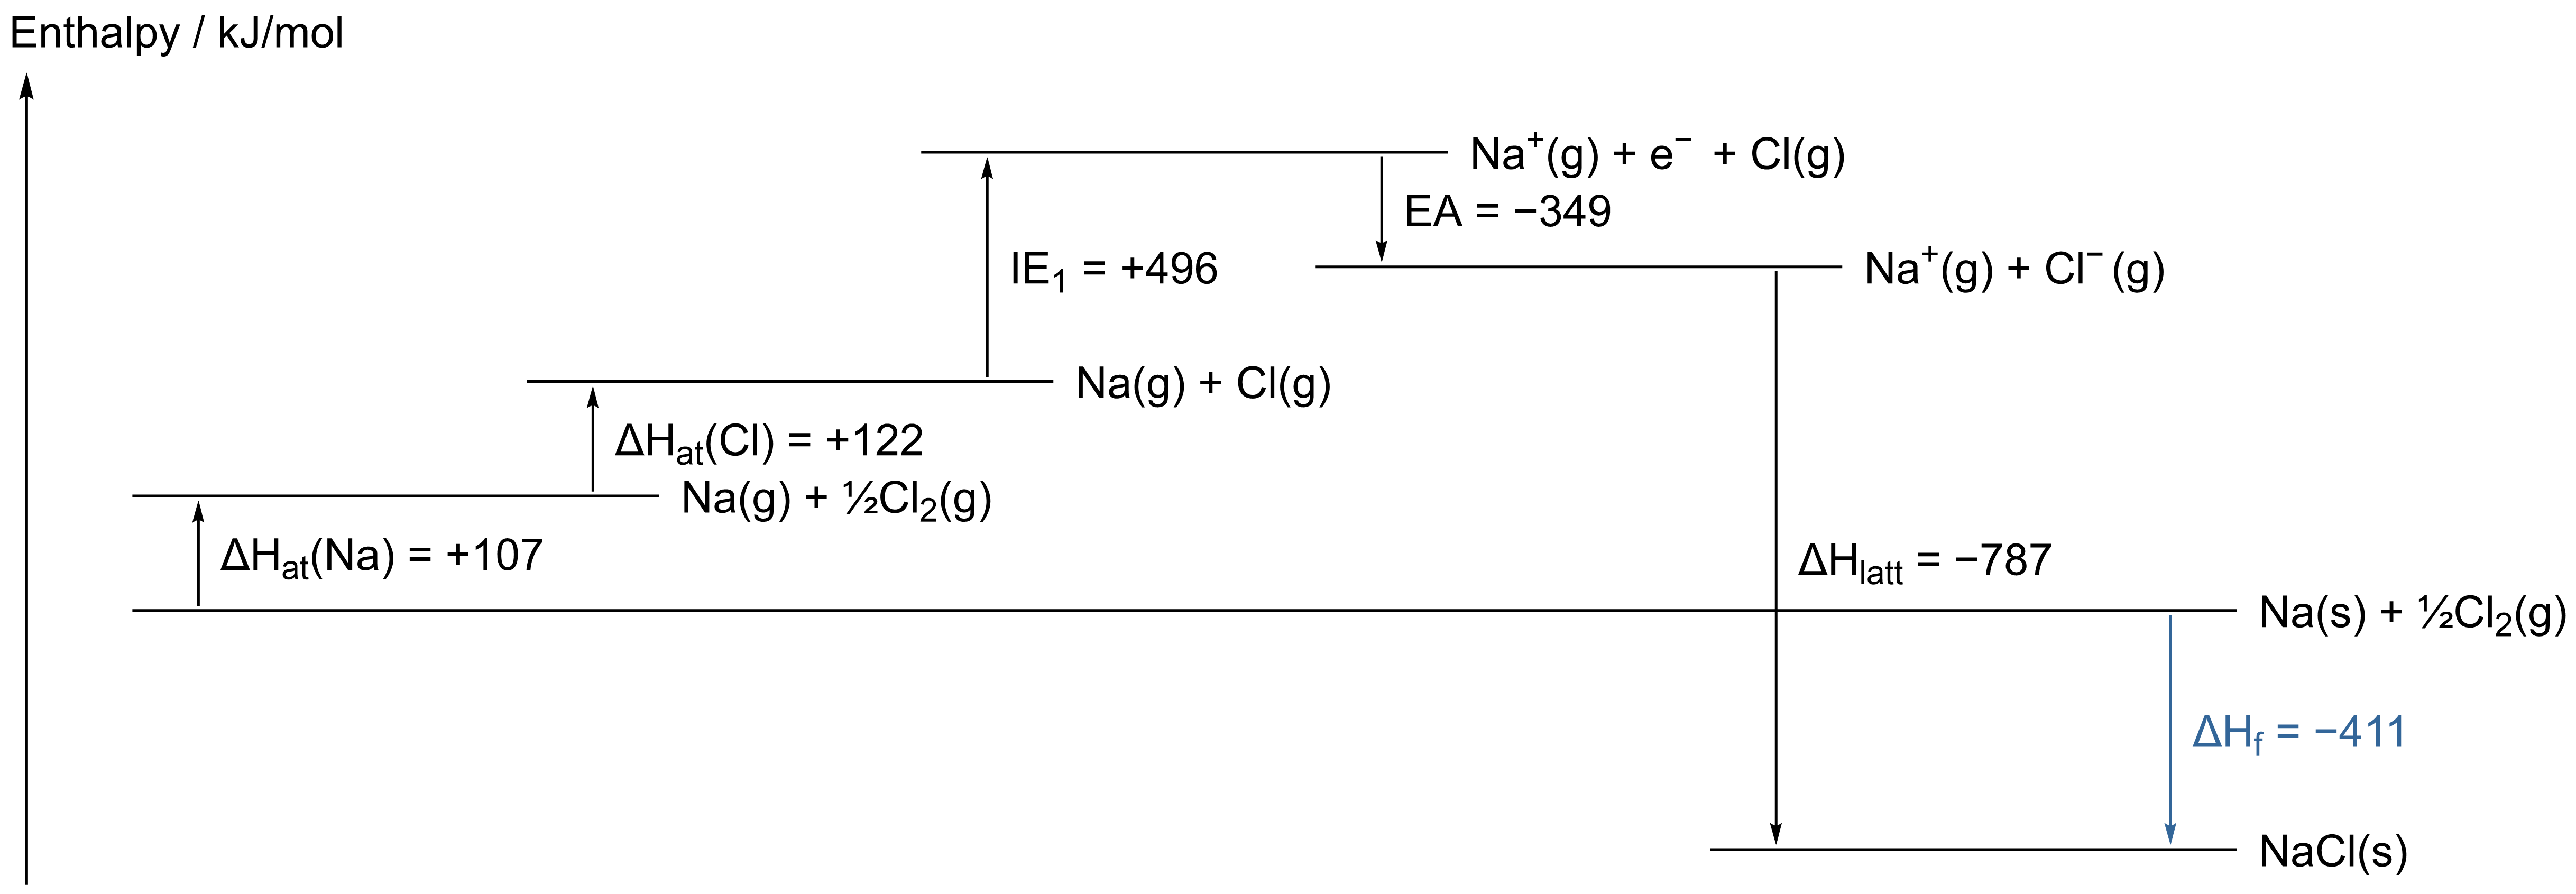 Enthalpy / kJ/mol
Na⁺(g) + e⁻ + Cl(g)
EA = −349
IE₁ = +496
Na⁺(g) + Cl⁻(g)
Na(g) + Cl(g)
ΔHat(Cl) = +122
Na(g) + ½Cl₂(g)
ΔHat(Na) = +107
ΔHlatt = −787
Na(s) + ½Cl₂(g)
ΔHf = −411
NaCl(s)